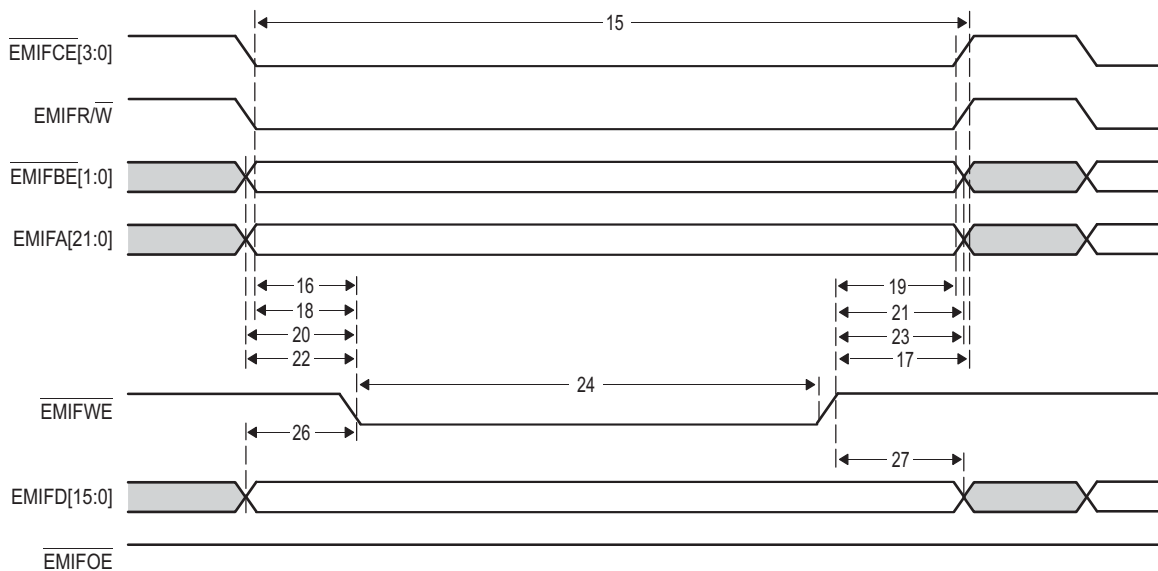 15
EMIFCE[3:0]
EMIFR/W
EMIFBE[1:0]
EMIFA[21:0]
16 19
18 21
20 23
22 17
24
EMIFWE
26
27
EMIFD[15:0]
EMIFOE